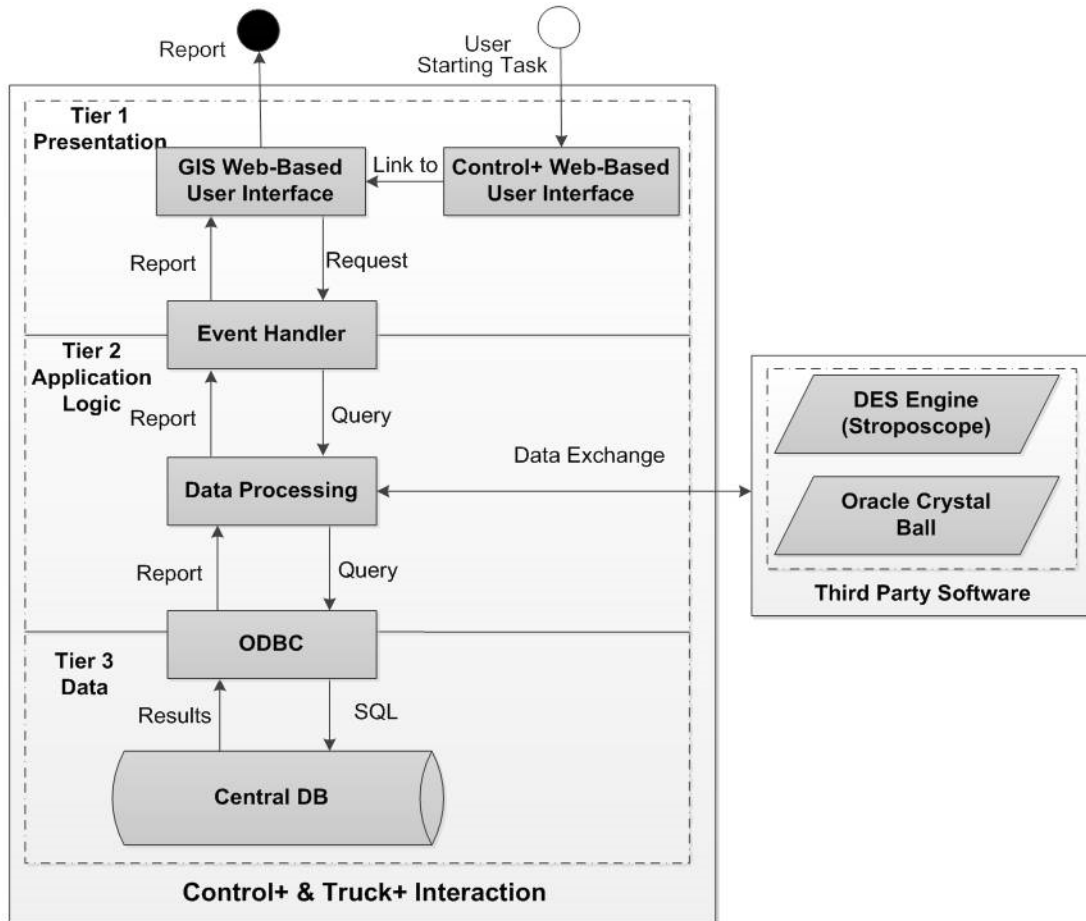 Report
User
Starting Task
Tier 1
Presentation
GIS Web-Based
User Interface
Link to
Control+ Web-Based
User Interface
Report
Request
Event Handler
Tier 2
Application
Logic
Report
Query
Data Processing
Data Exchange
DES Engine
(Stroposcope)
Oracle Crystal
Ball
Third Party Software
Report
Query
ODBC
Tier 3
Data
Results
SQL
Central DB
Control+ & Truck+ Interaction